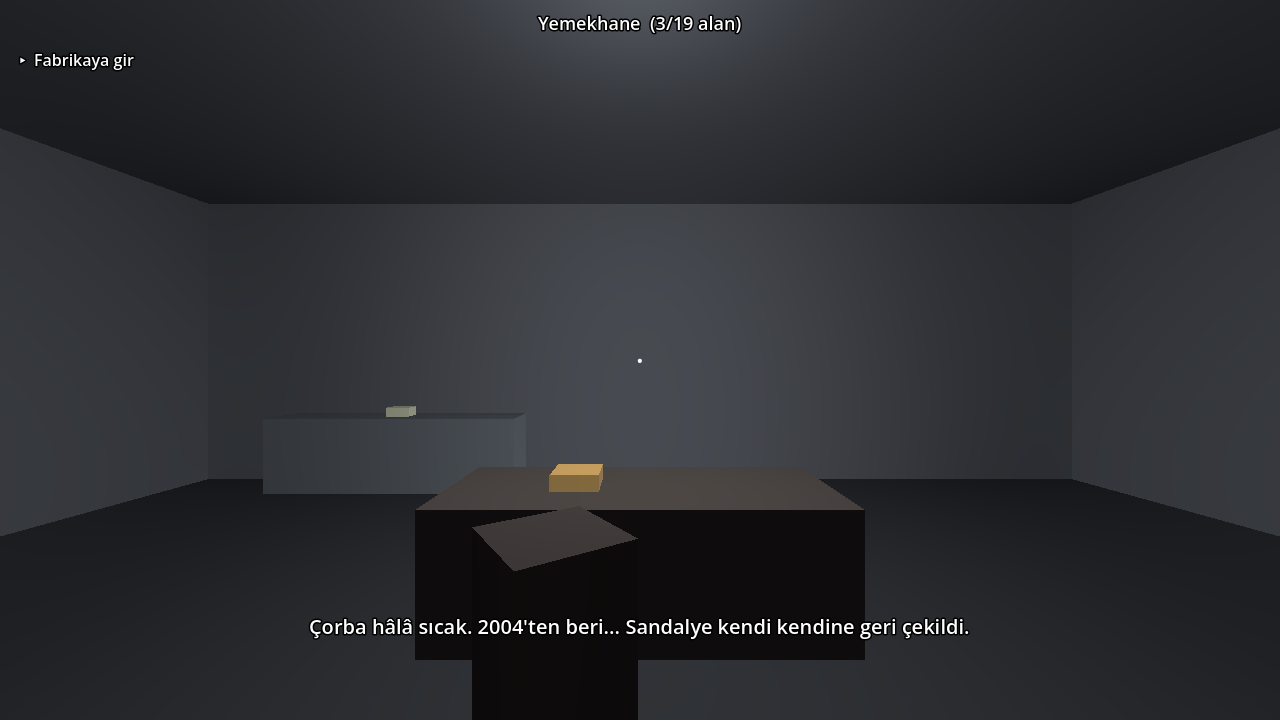 Yemekhane (3/19 alan)
▸ Fabrikaya gir
Çorba hâlâ sıcak. 2004'ten beri... Sandalye kendi kendine geri çekildi.